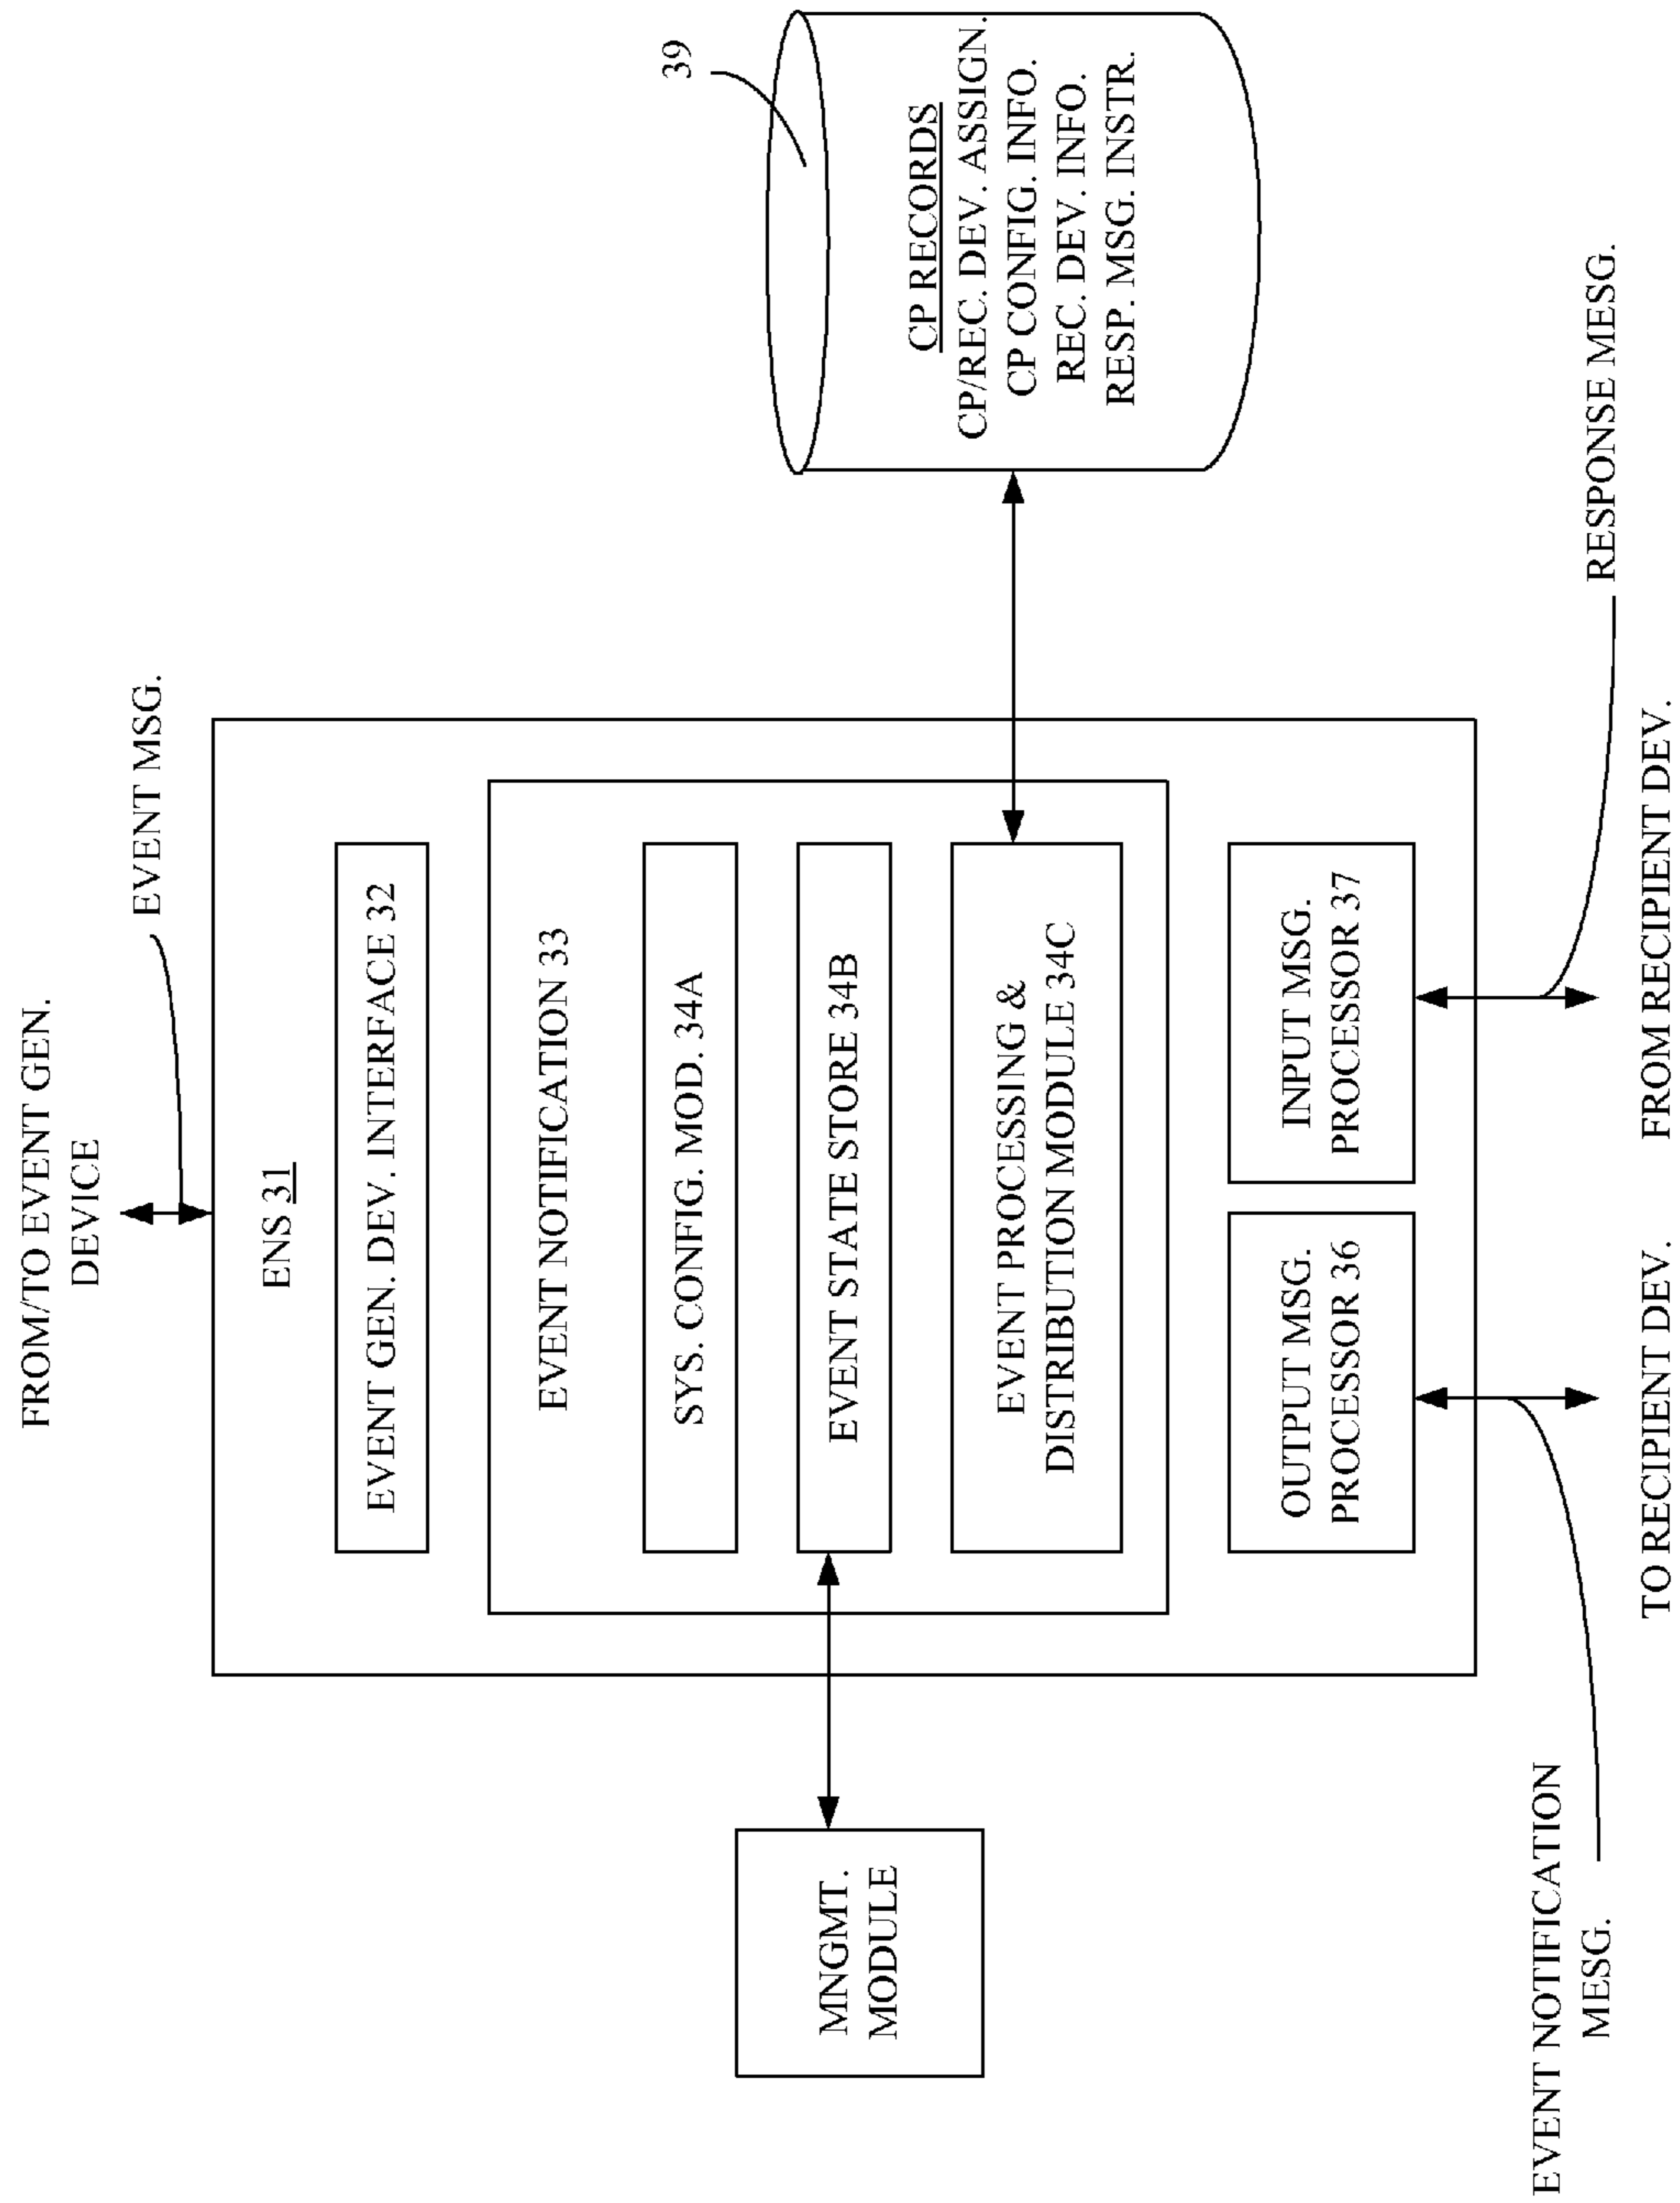 FROM/TO EVENT GEN.
DEVICE
EVENT MSG.
ENS 31
EVENT GEN. DEV. INTERFACE 32
EVENT NOTIFICATION 33
SYS. CONFIG. MOD. 34A
EVENT STATE STORE 34B
EVENT PROCESSING &
DISTRIBUTION MODULE 34C
OUTPUT MSG.
PROCESSOR 36
INPUT MSG.
PROCESSOR 37
MNGMT.
MODULE
39
CP RECORDS
CP/REC. DEV. ASSIGN.
CP CONFIG. INFO.
REC. DEV. INFO.
RESP. MSG. INSTR.
EVENT NOTIFICATION
MESG.
RESPONSE MESG.
TO RECIPIENT DEV.
FROM RECIPIENT DEV.